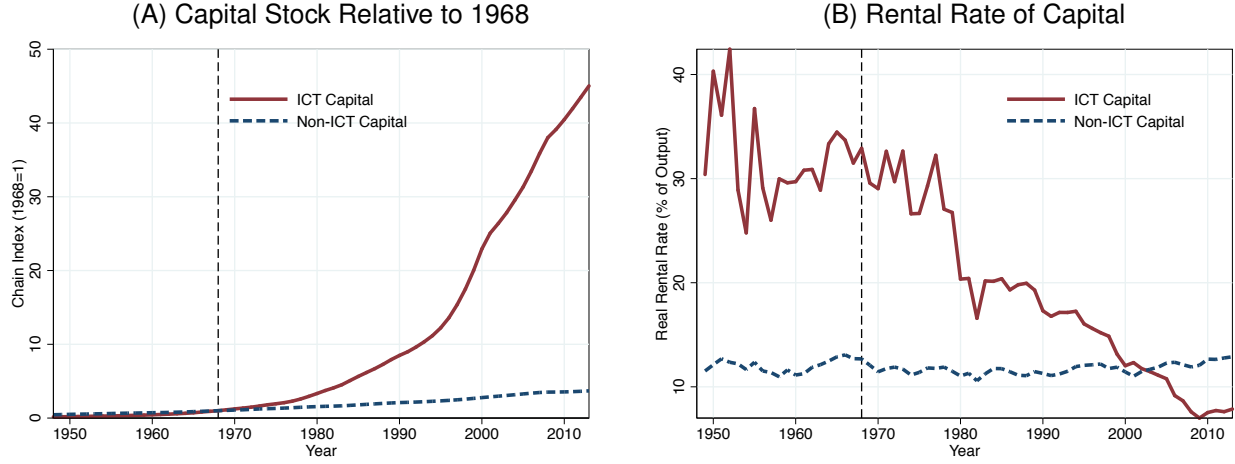 (A) Capital Stock Relative to 1968
50
40
30
20
10
0
Chain Index (1968=1)
ICT Capital
Non-ICT Capital
1950 1960 1970 1980 1990 2000 2010
Year
(B) Rental Rate of Capital
40
30
20
10
Real Rental Rate (% of Output)
ICT Capital
Non-ICT Capital
1950 1960 1970 1980 1990 2000 2010
Year